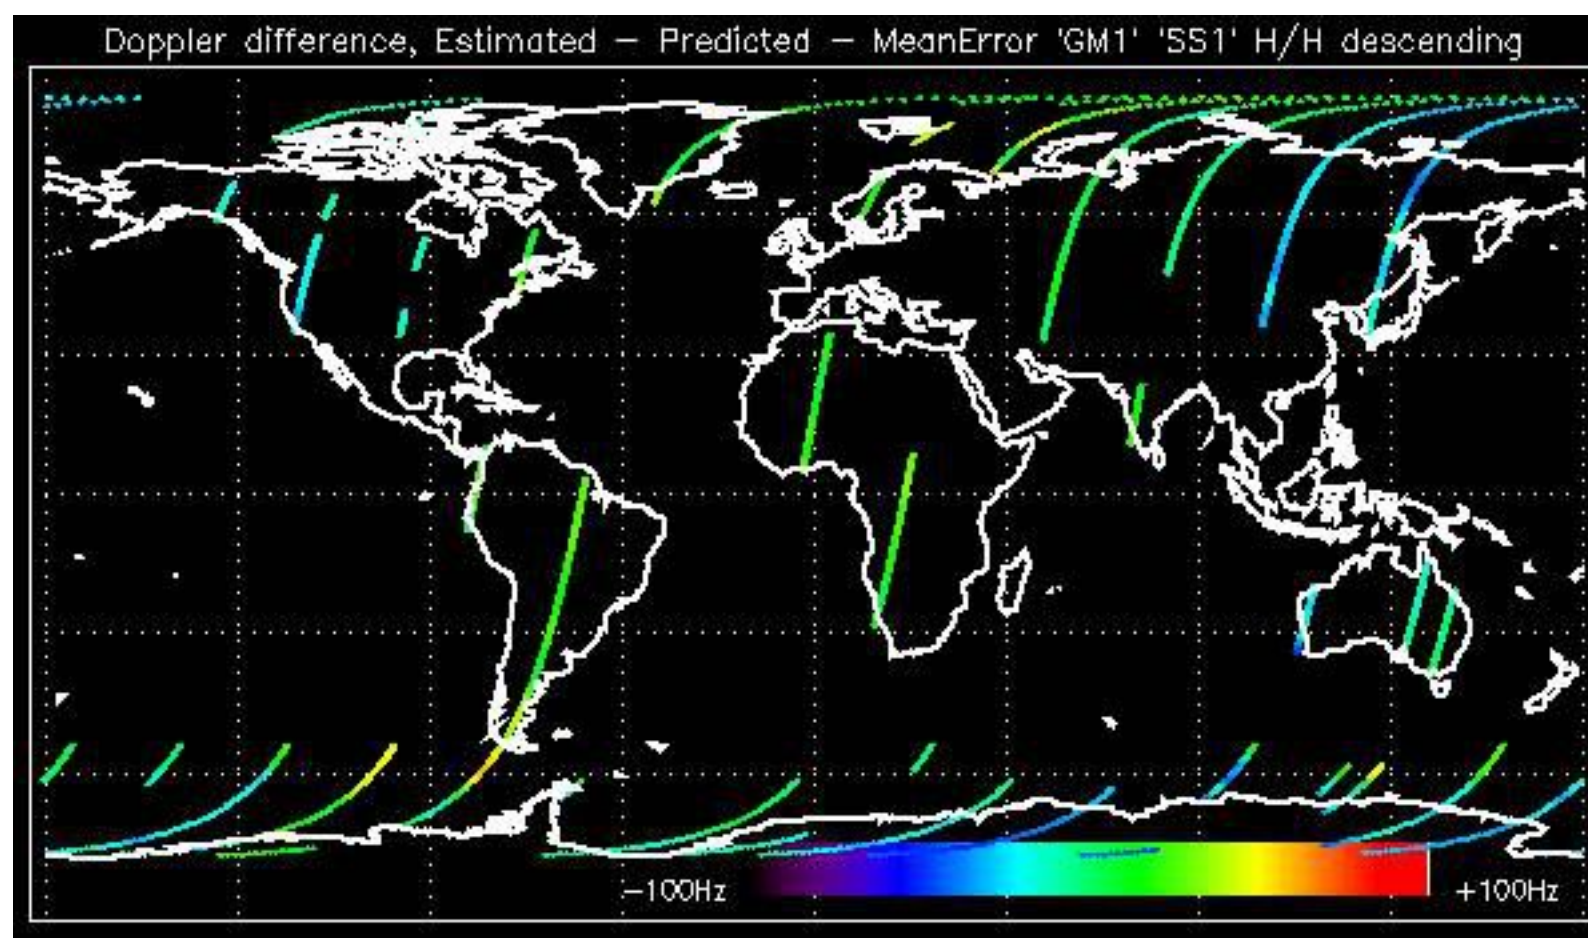 Doppler difference, Estimated – Predicted – MeanError 'GM1' 'SS1' H/H descending
–100Hz +100Hz